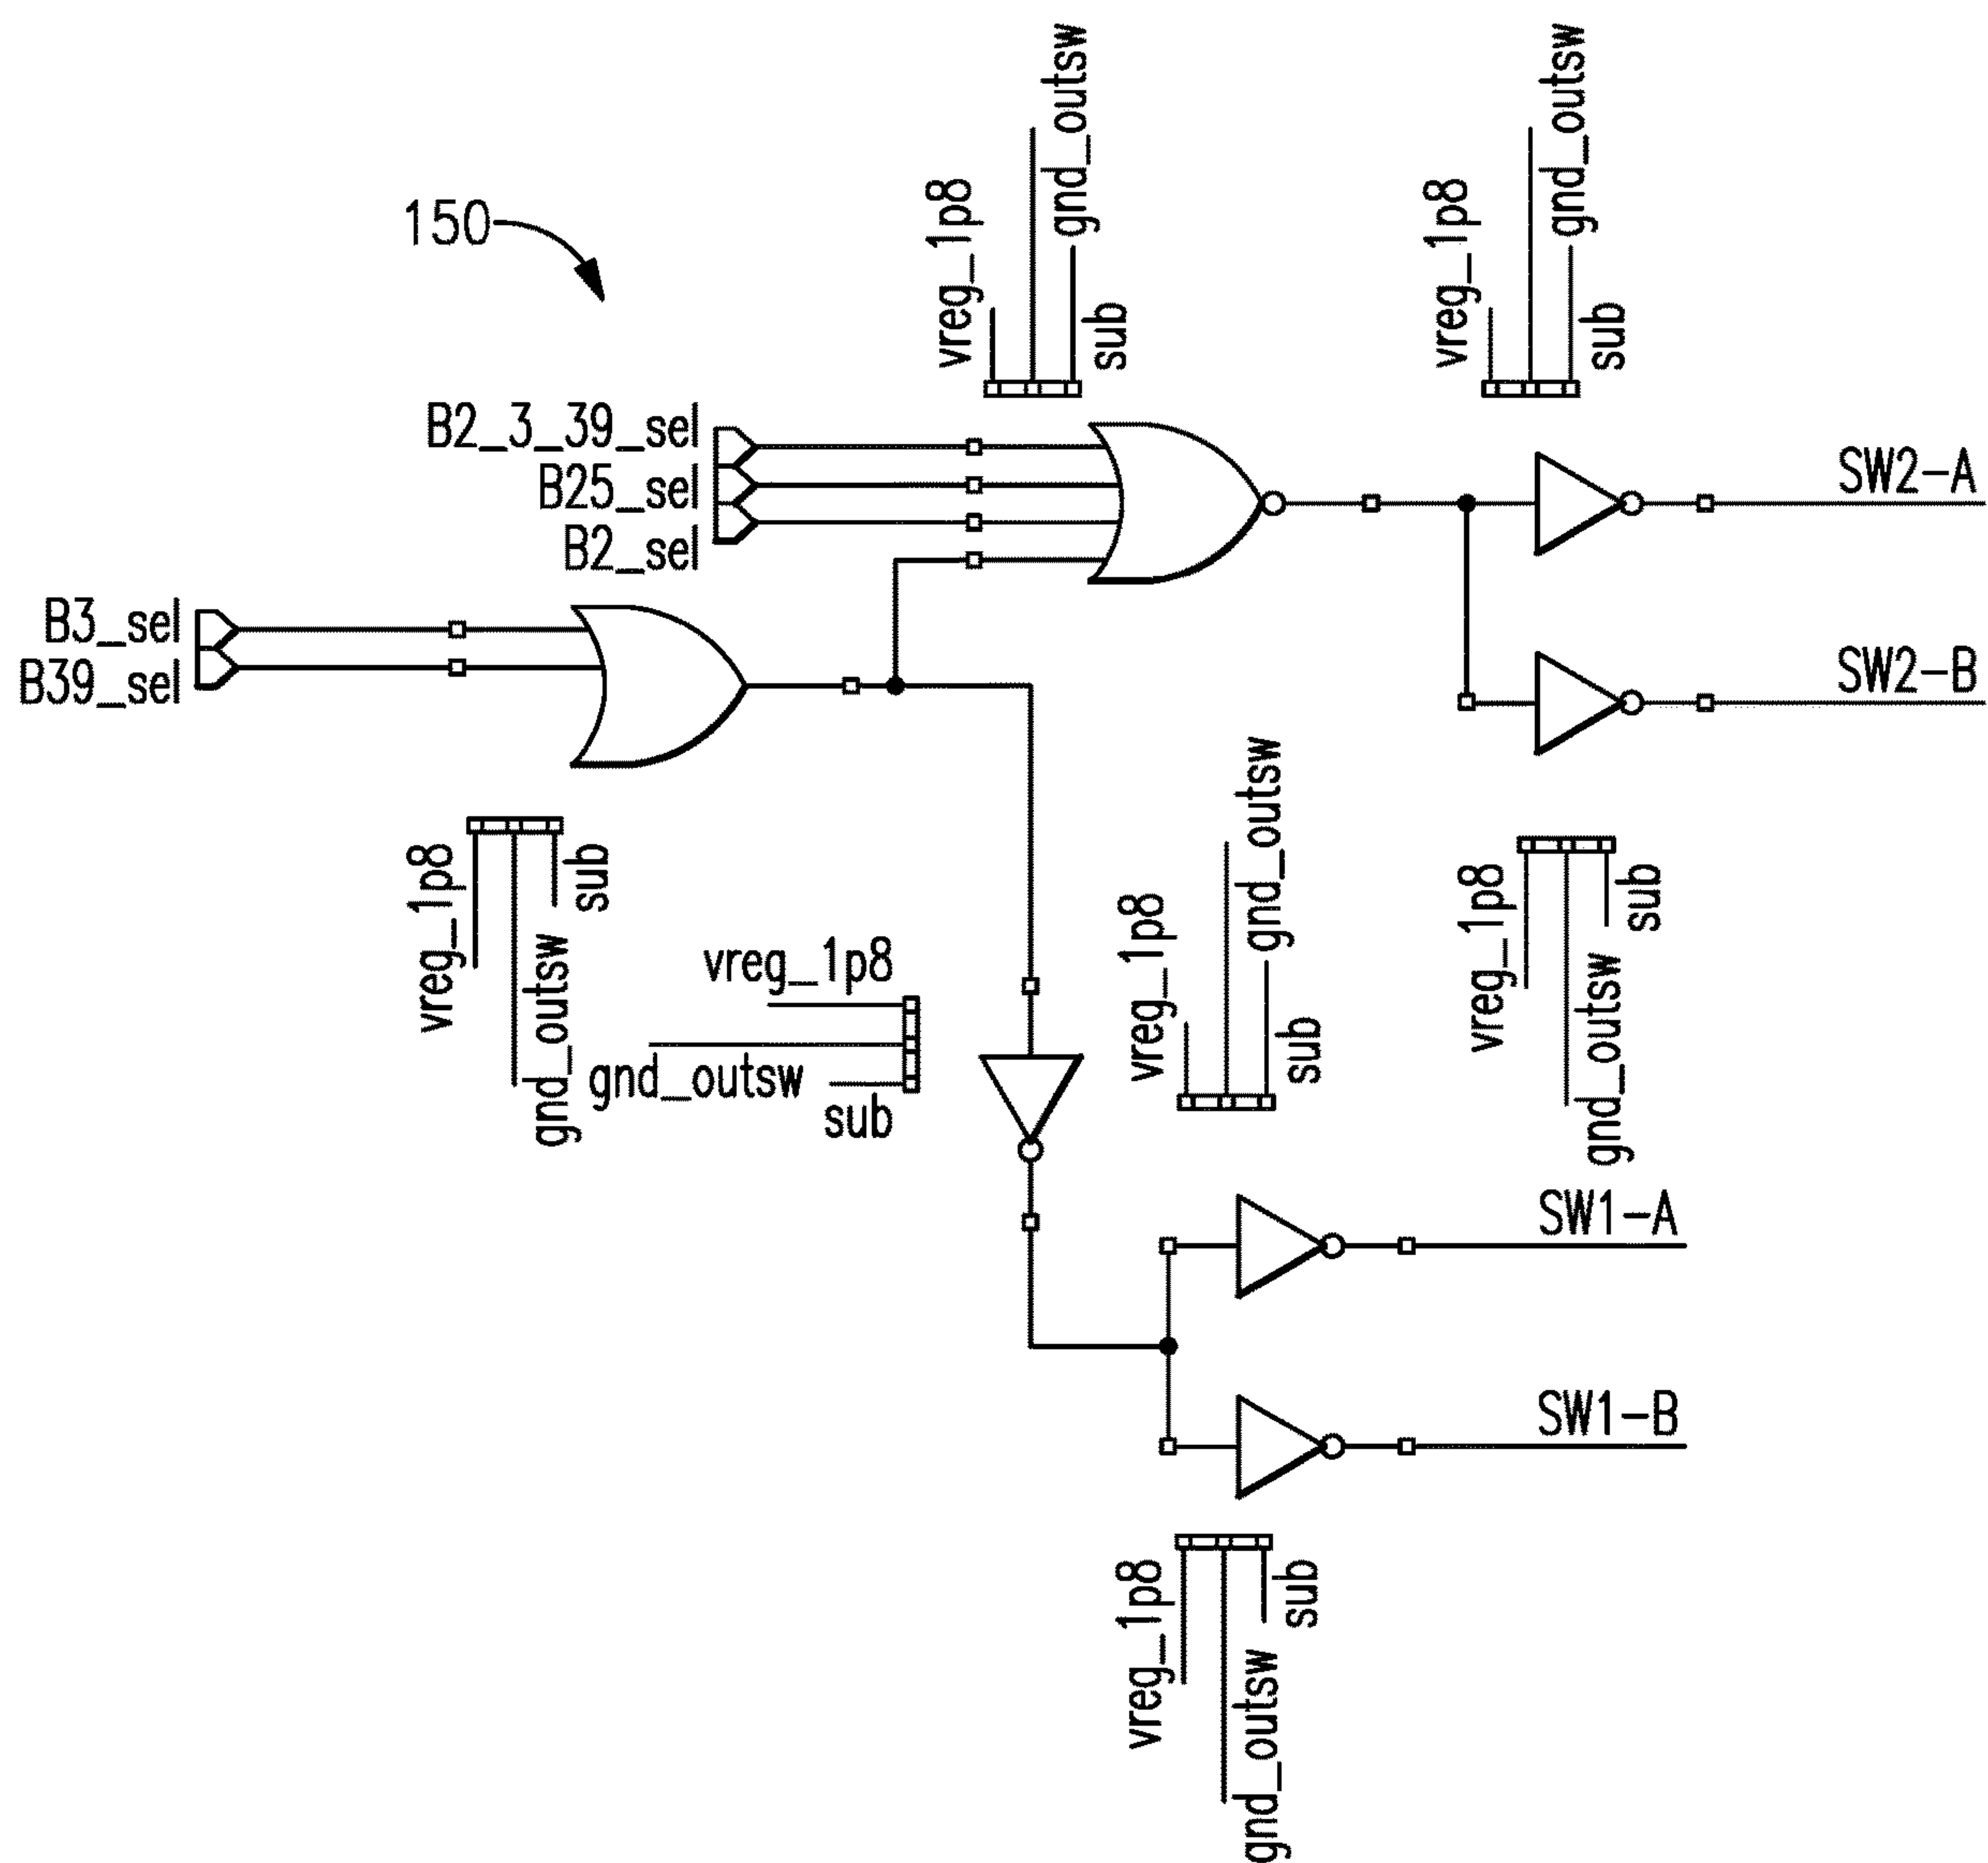 150
vreg_1p8
gnd_outsw
sub
vreg_1p8
gnd_outsw
sub
B2_3_39_sel
B25_sel
B2_sel
SW2-A
B3_sel
B39_sel
SW2-B
vreg_1p8
gnd_outsw
sub
vreg_1p8
gnd_outsw
sub
vreg_1p8
gnd_outsw
sub
vreg_1p8
gnd_outsw
sub
SW1-A
SW1-B
vreg_1p8
gnd_outsw
sub